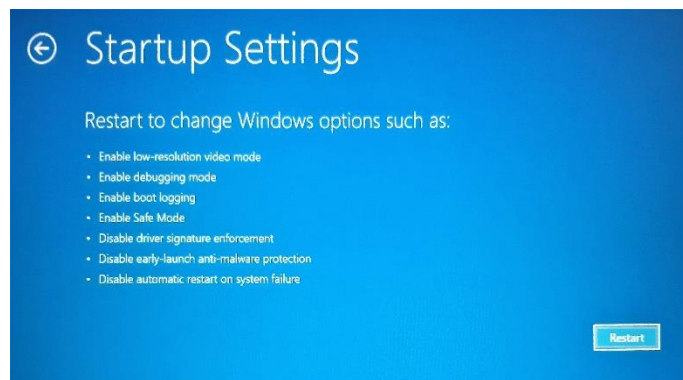 Startup Settings
Restart to change Windows options such as:
• Enable low-resolution video mode
• Enable debugging mode
• Enable boot logging
• Enable Safe Mode
• Disable driver signature enforcement
• Disable early-launch anti-malware protection
• Disable automatic restart on system failure
Restart